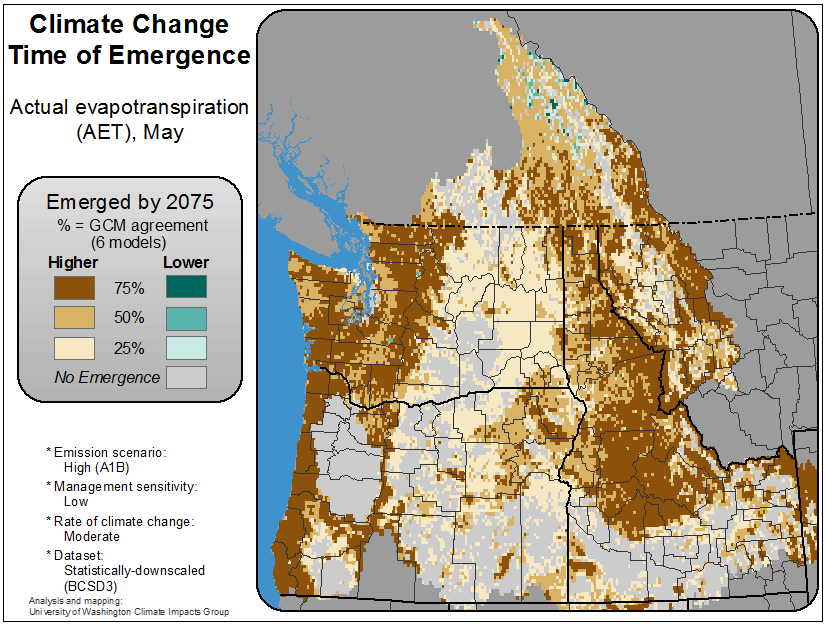 Climate Change
Time of Emergence
Actual evapotranspiration
(AET), May
Emerged by 2075
% = GCM agreement
(6 models)
Higher Lower
75%
50%
25%
No Emergence
* Emission scenario:
High (A1B)
* Management sensitivity:
Low
* Rate of climate change:
Moderate
* Dataset:
Statistically-downscaled
(BCSD3)
Analysis and mapping:
University of Washington Climate Impacts Group